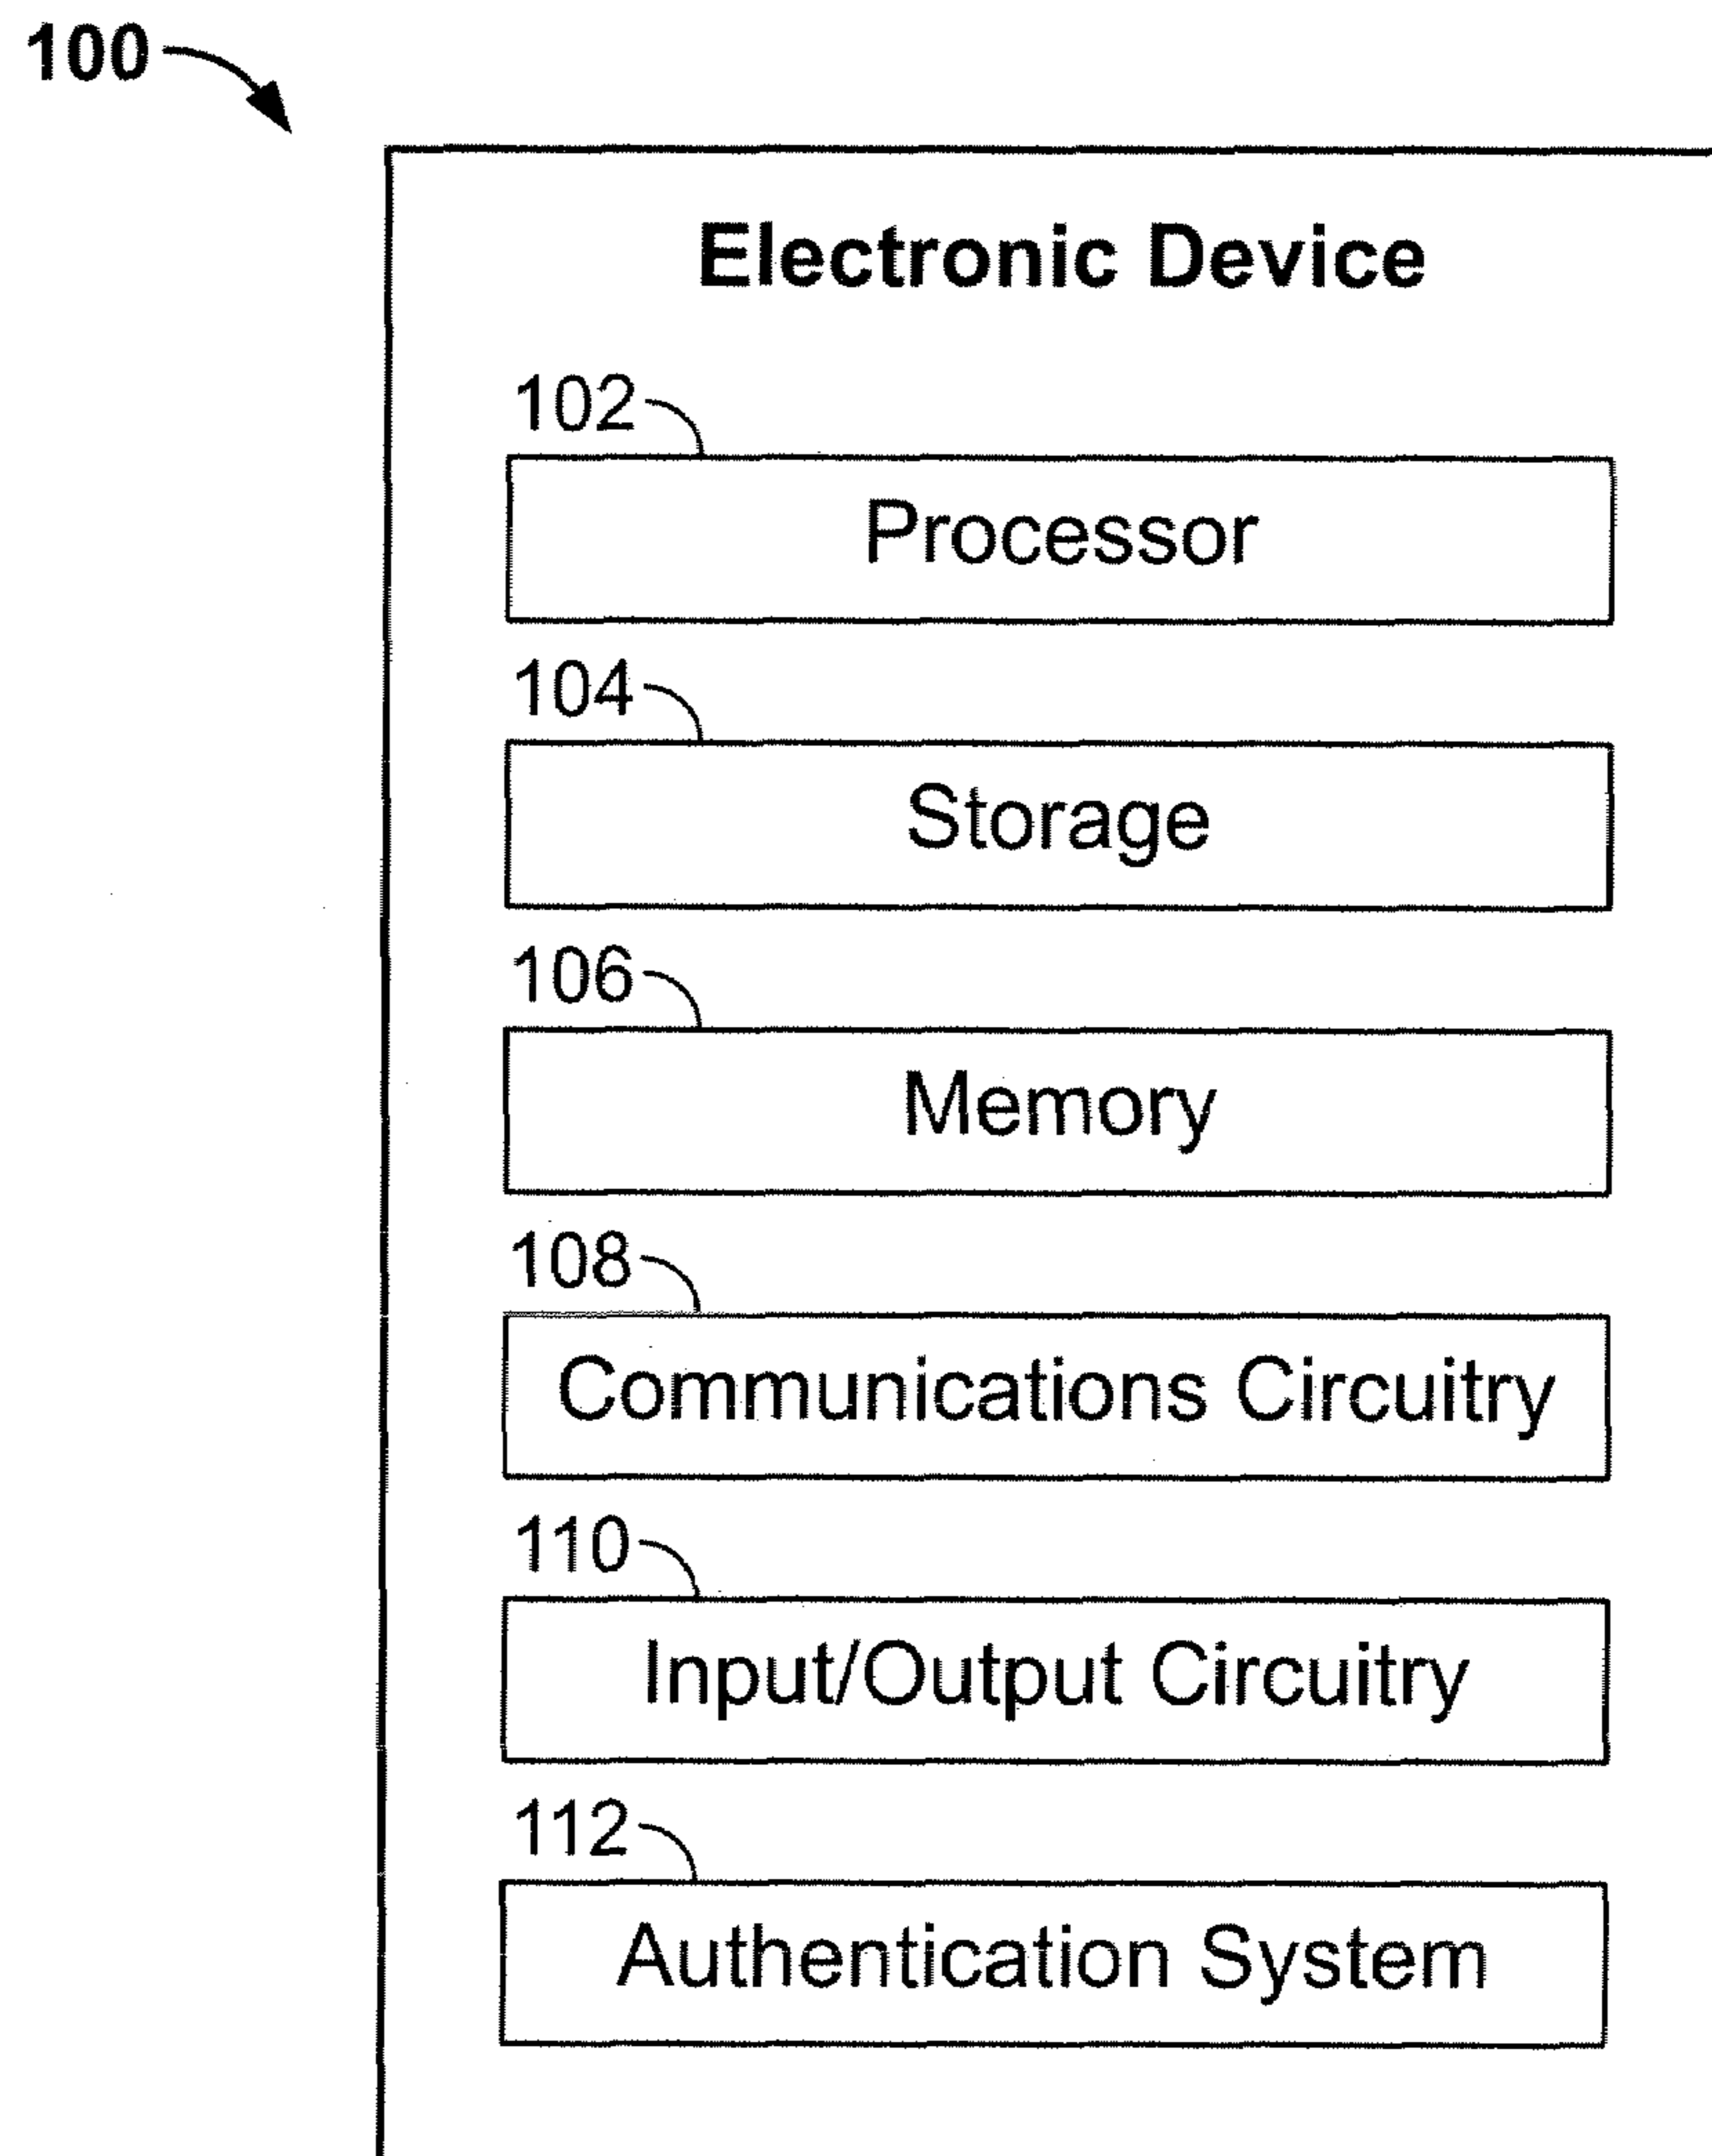 100
Electronic Device
102
Processor
104
Storage
106
Memory
108
Communications Circuitry
110
Input/Output Circuitry
112
Authentication System